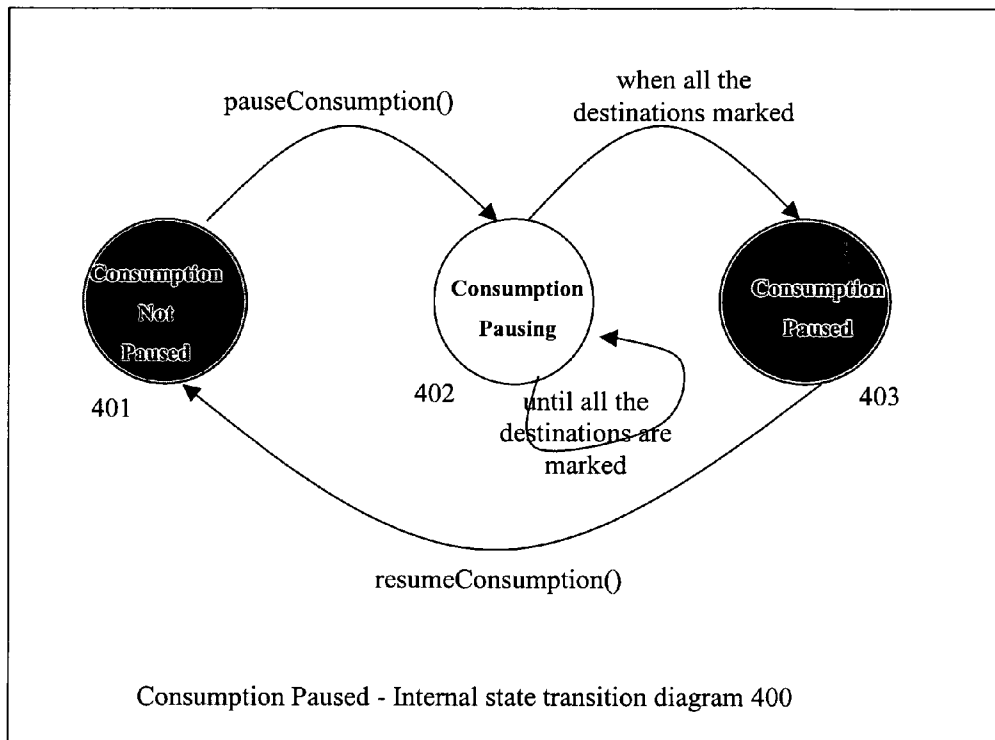 pauseConsumption()
when all the
destinations marked
Consumption
Not
Paused
401
Consumption
Pausing
402
until all the
destinations are
marked
Consumption
Paused
403
resumeConsumption()
Consumption Paused - Internal state transition diagram 400